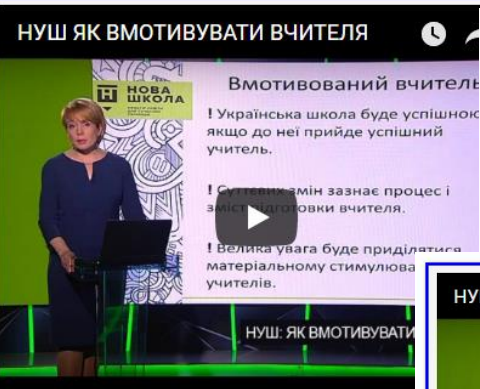 НУШ ЯК ВМОТИВУВАТИ ВЧИТЕЛЯ
НОВА
ШКОЛА
Вмотивований вчитель
! Українська школа буде успішною
якщо до неї прийде успішний
учитель.
! Суттєвих змін зазнає процес і
зміст підготовки вчителя.
! Велика увага буде приділятися
матеріальному стимулюва
учителів.
НУШ: ЯК ВМОТИВУВАТИ
НУ